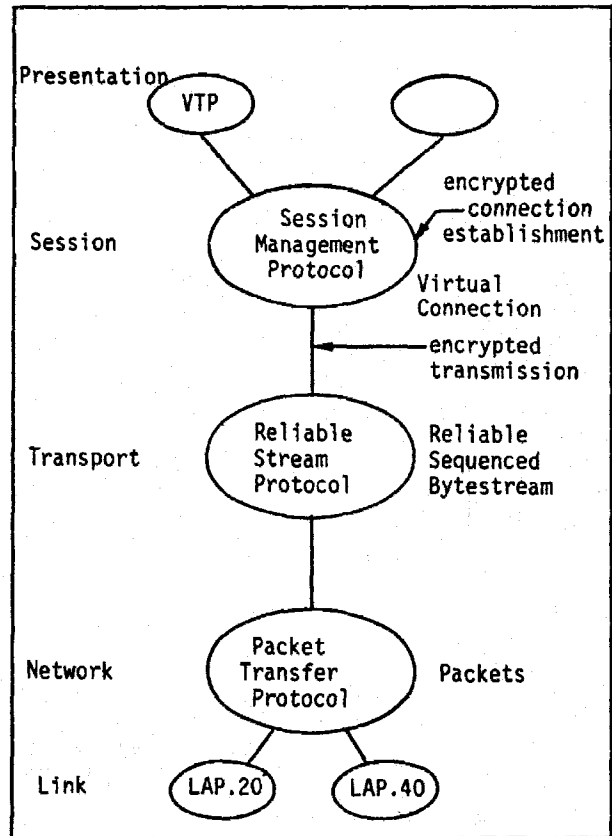 Presentation
VTP
encrypted
connection
establishment
Session
Session
Management
Protocol
Virtual
Connection
encrypted
transmission
Transport
Reliable
Stream
Protocol
Reliable
Sequenced
Bytestream
Network
Packet
Transfer
Protocol
Packets
Link
LAP.20
LAP.40